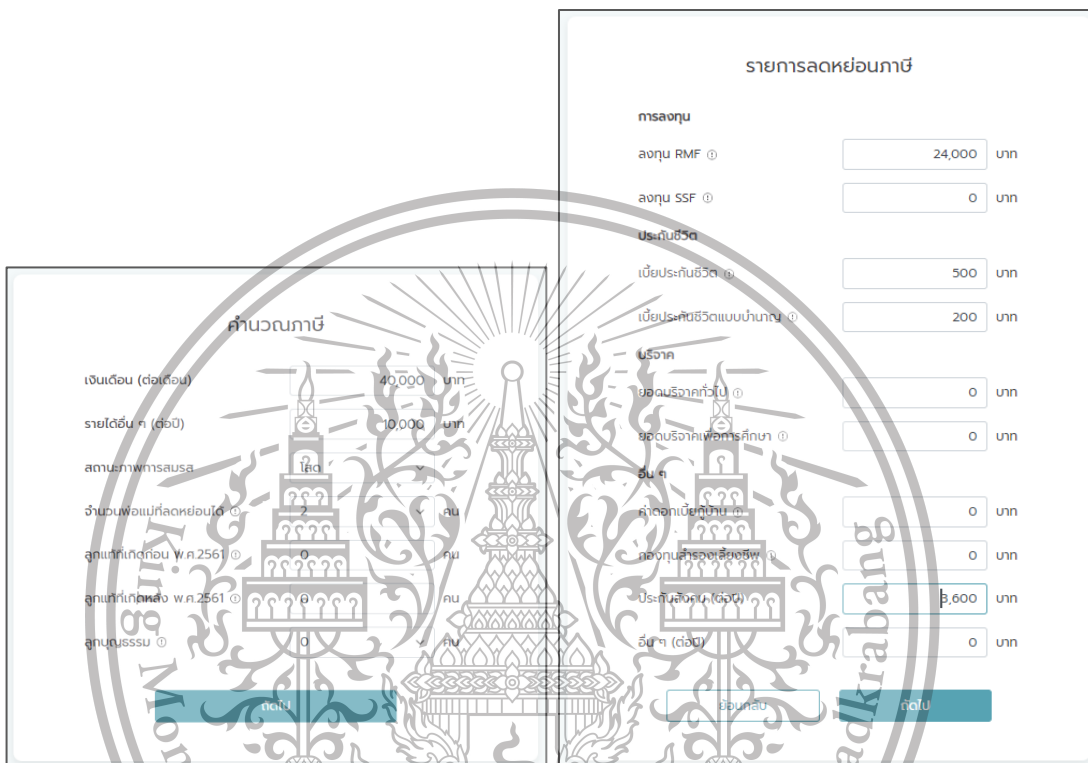 คำนวณภาษี
เงินเดือน (ต่อเดือน) 40,000 บาท
รายได้อื่น ๆ (ต่อปี) 10,000 บาท
สถานะภาพการสมรส โสด
จำนวนพ่อแม่ที่ลดหย่อนได้ 2 คน
ลูกแท้ที่เกิดก่อน พ.ศ.2561 0 คน
ลูกแท้ที่เกิดหลัง พ.ศ.2561 0 คน
ลูกบุญธรรม 0 คน
ถัดไป
รายการลดหย่อนภาษี
การลงทุน
ลงทุน RMF 24,000 บาท
ลงทุน SSF 0 บาท
ประกันชีวิต
เบี้ยประกันชีวิต 500 บาท
เบี้ยประกันชีวิตแบบบำนาญ 200 บาท
บริจาค
ยอดบริจาคทั่วไป 0 บาท
ยอดบริจาคเพื่อการศึกษา 0 บาท
อื่น ๆ
ค่าดอกเบี้ยกู้บ้าน 0 บาท
กองทุนสำรองเลี้ยงชีพ 0 บาท
ประกันสังคม (ต่อปี) 3,600 บาท
อื่น ๆ (ต่อปี) 0 บาท
ย้อนกลับ ถัดไป
King Mon
adkrabang